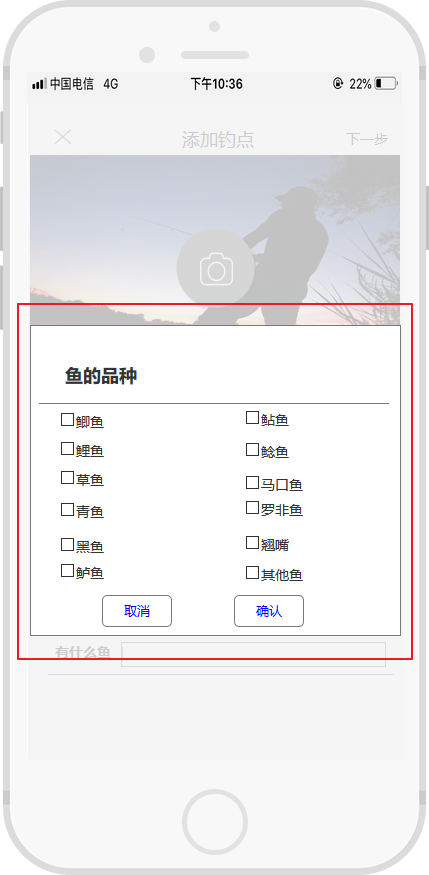 中国电信 4G 下午10:36 22%
添加钓点 下一步
鱼的品种
鲫鱼 鲇鱼
鲤鱼 鲶鱼
草鱼 马口鱼
青鱼 罗非鱼
黑鱼 翘嘴
鲈鱼 其他鱼
取消 确认
有什么鱼